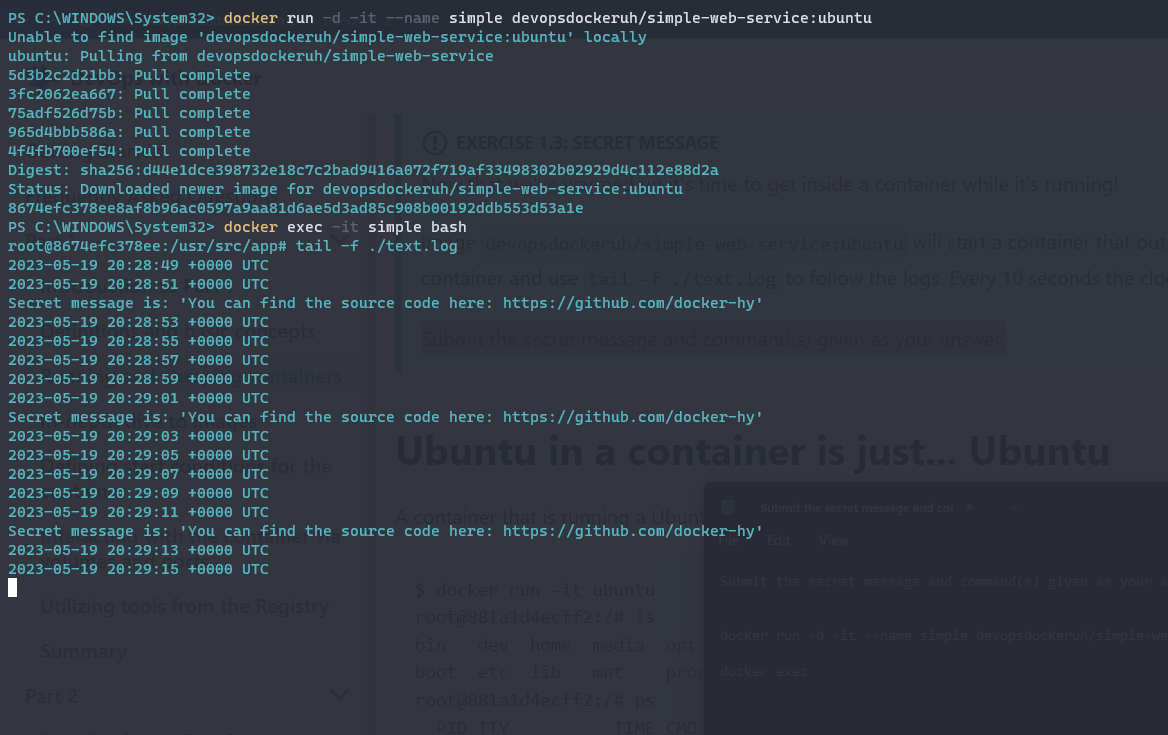 PS C:\WINDOWS\System32> docker run -d -it --name simple devopsdockeruh/simple-web-service:ubuntu
Unable to find image 'devopsdockeruh/simple-web-service:ubuntu' locally
ubuntu: Pulling from devopsdockeruh/simple-web-service
5d3b2c2d21bb: Pull complete
3fc2062ea667: Pull complete
75adf526d75b: Pull complete
965d4bbb586a: Pull complete
4f4fb700ef54: Pull complete
Digest: sha256:d44e1dce398732e18c7c2bad9416a072f719af33498302b02929d4c112e88d2a
Status: Downloaded newer image for devopsdockeruh/simple-web-service:ubuntu
8674efc378ee8af8b96ac0597a9aa81d6ae5d3ad85c908b00192ddb553d53a1e
PS C:\WINDOWS\System32> docker exec -it simple bash
root@8674efc378ee:/usr/src/app# tail -f ./text.log
2023-05-19 20:28:49 +0000 UTC
2023-05-19 20:28:51 +0000 UTC
Secret message is: 'You can find the source code here: https://github.com/docker-hy'
2023-05-19 20:28:53 +0000 UTC
2023-05-19 20:28:55 +0000 UTC
2023-05-19 20:28:57 +0000 UTC
2023-05-19 20:28:59 +0000 UTC
2023-05-19 20:29:01 +0000 UTC
Secret message is: 'You can find the source code here: https://github.com/docker-hy'
2023-05-19 20:29:03 +0000 UTC
2023-05-19 20:29:05 +0000 UTC
2023-05-19 20:29:07 +0000 UTC
2023-05-19 20:29:09 +0000 UTC
2023-05-19 20:29:11 +0000 UTC
Secret message is: 'You can find the source code here: https://github.com/docker-hy'
2023-05-19 20:29:13 +0000 UTC
2023-05-19 20:29:15 +0000 UTC
Utilizing tools from the Registry
Summary
Part 2
EXERCISE 1.3: SECRET MESSAGE
time to get inside a container while it's running!
devopsdockeruh/simple-web-service:ubuntu will start a container that out
container and use tail -f ./text.log to follow the logs. Every 10 seconds the clo
Submit the secret message and command(s) given as your answer.
Ubuntu in a container is just... Ubuntu
A container that is running a Ubunt
$ docker run -it ubuntu
root@881a1d4ecff2:/# ls
bin dev home media opt
boot etc lib mnt proc
root@881a1d4ecff2:/# ps
PID TTY TIME CMD
Submit the secret message and col
File Edit View
Submit the secret message and command(s) given as your a
docker run -d -it --name simple devopsdockeruh/simple-we
docker exec